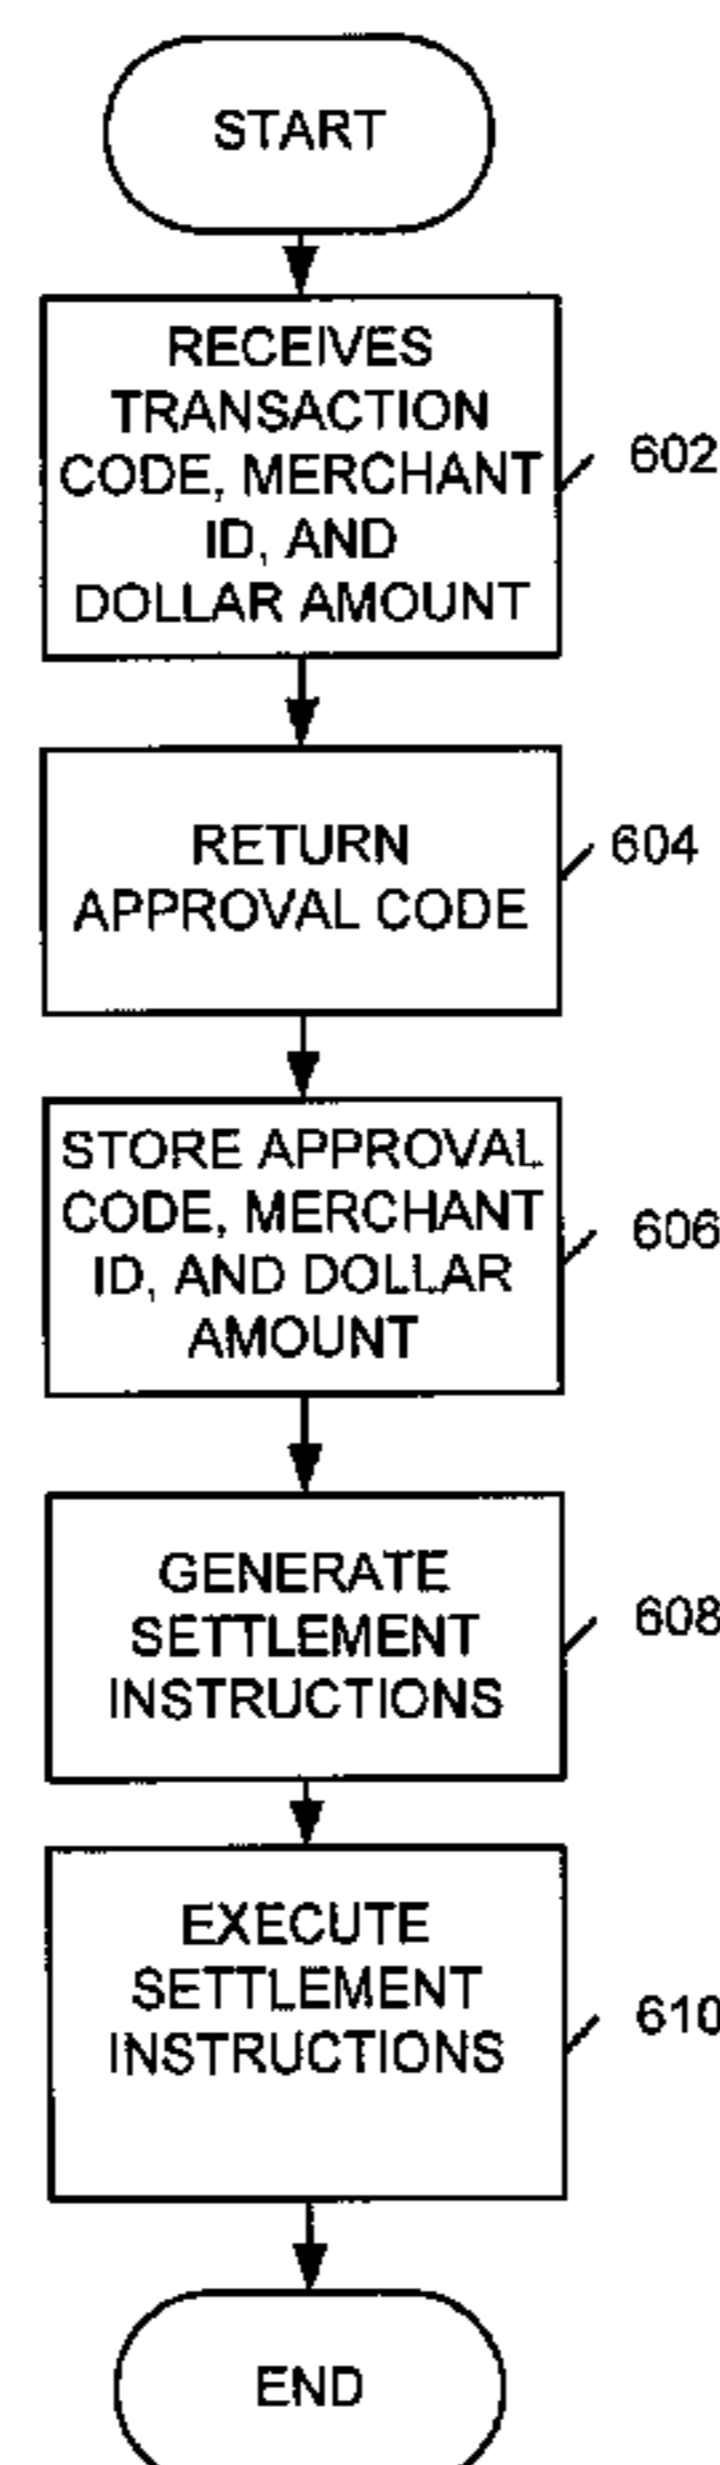 START
RECEIVES
TRANSACTION
CODE, MERCHANT
ID, AND
DOLLAR AMOUNT
602
RETURN
APPROVAL CODE
604
STORE APPROVAL
CODE, MERCHANT
ID, AND DOLLAR
AMOUNT
606
GENERATE
SETTLEMENT
INSTRUCTIONS
608
EXECUTE
SETTLEMENT
INSTRUCTIONS
610
END